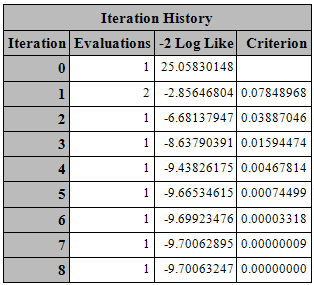 Iteration History
Iteration Evaluations -2 Log Like Criterion
0 1 25.05830148
1 2 -2.85646804 0.07848968
2 1 -6.68137947 0.03887046
3 1 -8.63790391 0.01594474
4 1 -9.43826175 0.00467814
5 1 -9.66534615 0.00074499
6 1 -9.69923476 0.00003318
7 1 -9.70062895 0.00000009
8 1 -9.70063247 0.00000000